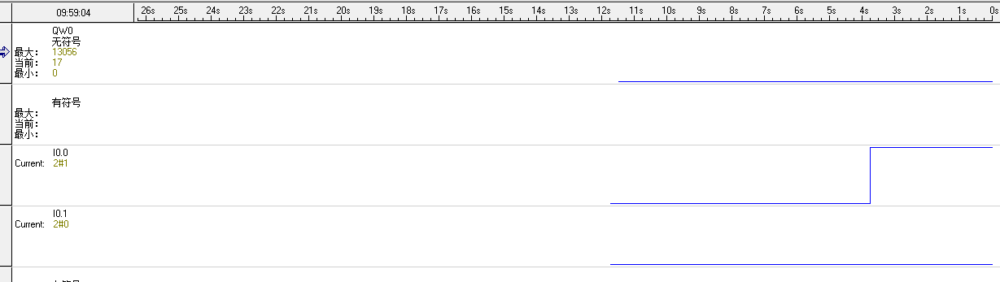 09:59:04 26s 25s 24s 23s 22s 21s 20s 19s 18s 17s 16s 15s 14s 13s 12s 11s 10s 9s 8s 7s 6s 5s 4s 3s 2s 1s 0s
QW0
无符号
最大: 13056
当前: 17
最小: 0
有符号
最大:
当前:
最小:
I0.0
Current: 2#1
I0.1
Current: 2#0